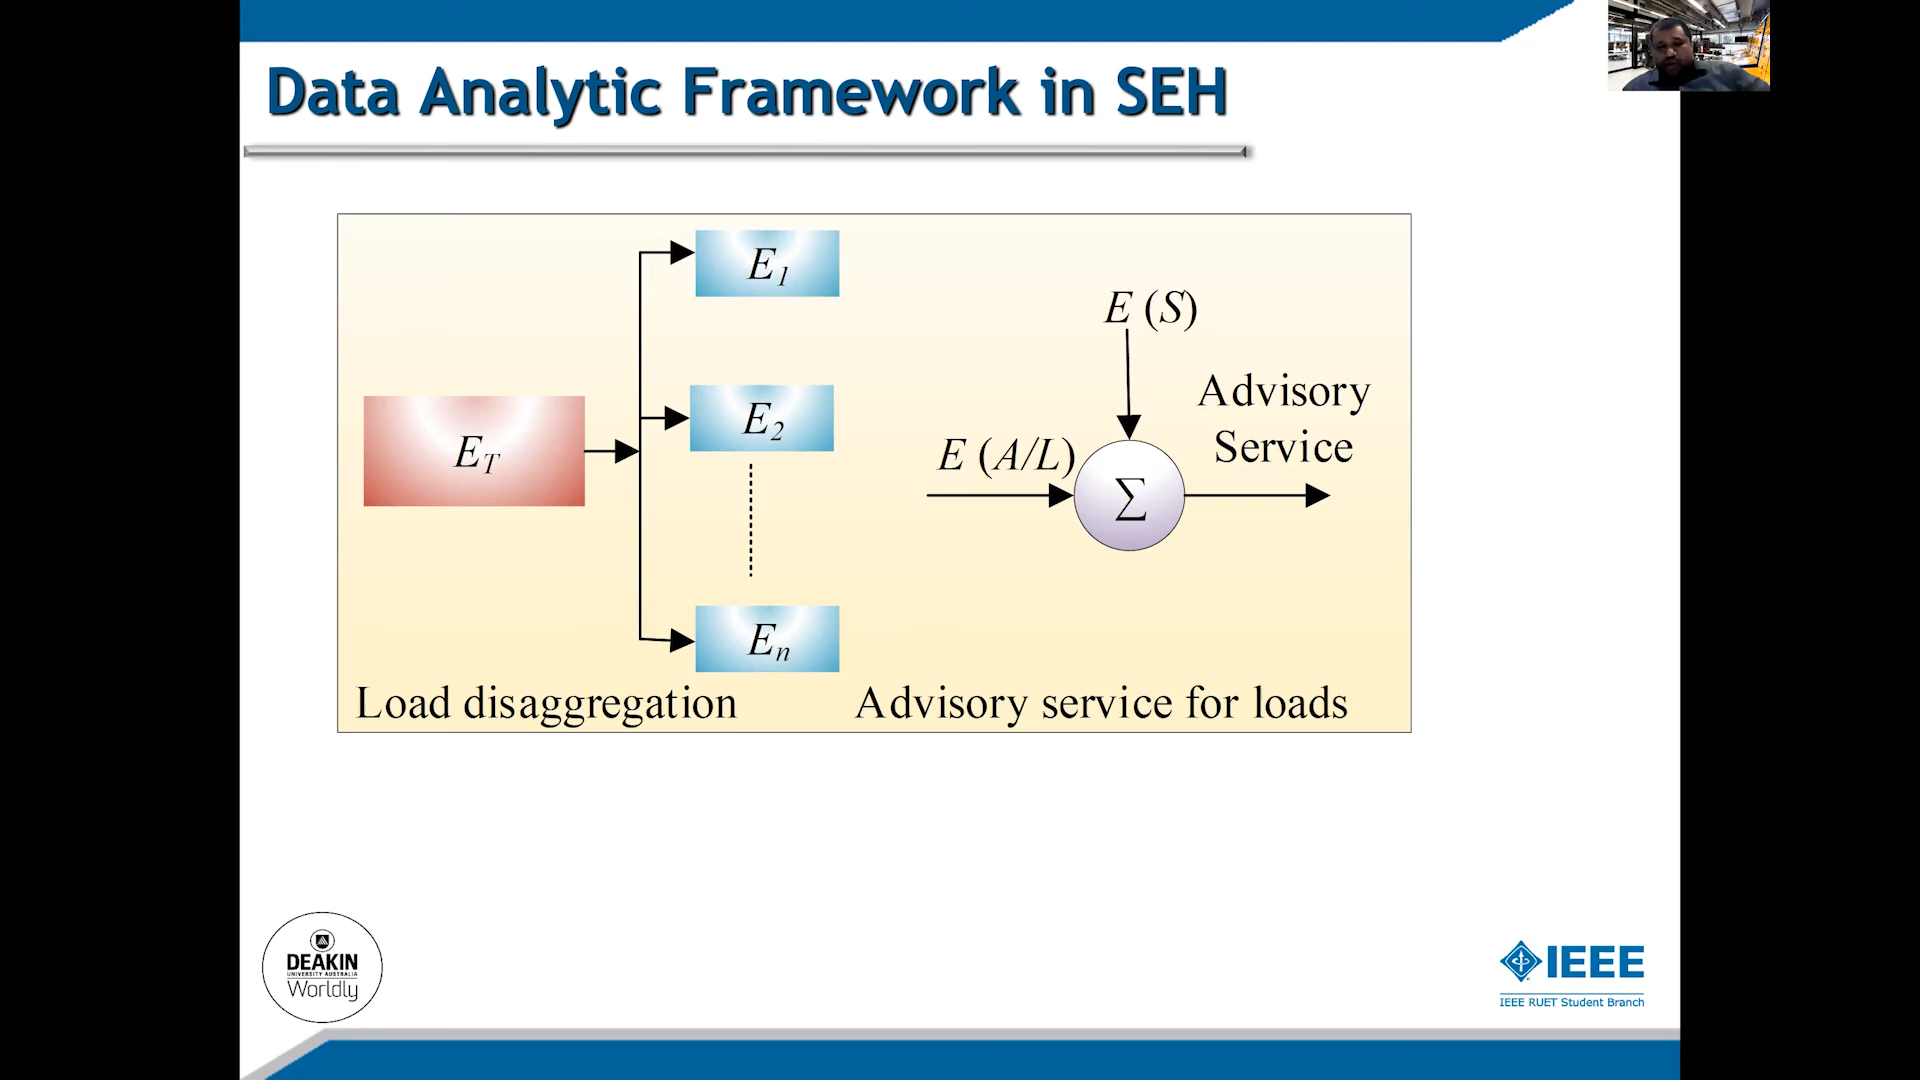 Data Analytic Framework in SEH
E1
E (S)
Advisory
Service
E2
ET
E (A/L)
Σ
En
Load disaggregation
Advisory service for loads
DEAKIN
UNIVERSITY AUSTRALIA
Worldly
IEEE
IEEE RUET Student Branch